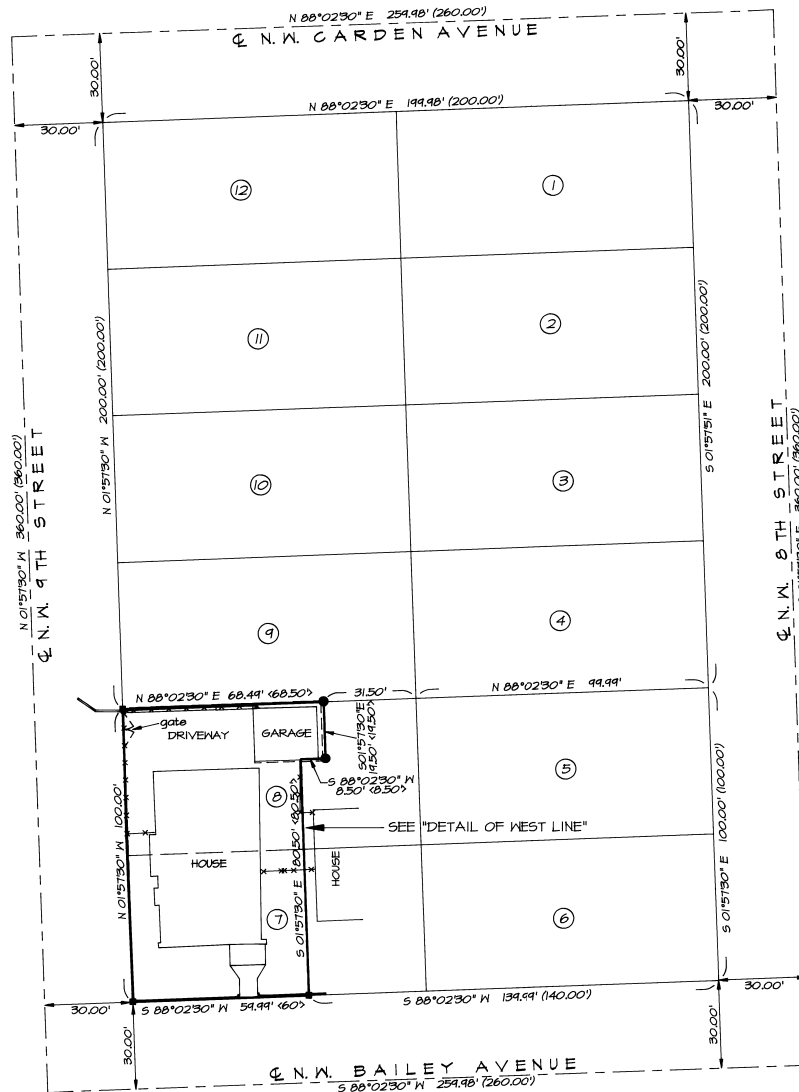 N 88°02'30" E 259.98' (260.00')
℄ N.W. CARDEN AVENUE
30.00'
30.00'
N 88°02'30" E 199.98' (200.00')
30.00'
30.00'
12
1
11
2
N 01°57'30" W 200.00' (200.00')
S 01°57'51" E 200.00' (200.00')
10
3
N 01°57'30" W 360.00' (360.00')
℄ N.W. 9TH STREET
℄ N.W. 8TH STREET
9
4
N 88°02'30" E 68.49' <68.50>
31.50'
N 88°02'30" E 99.99'
gate
DRIVEWAY
GARAGE
S 01°57'30" E
19.50' <19.50>
S 88°02'30" W
8.50' <8.50>
8
5
N 01°57'30" W 100.00'
S 01°57'30" E 80.50' <80.50>
SEE "DETAIL OF WEST LINE"
HOUSE
HOUSE
S 01°57'30" E 100.00' (100.00')
7
6
30.00'
S 88°02'30" W 59.99' <60>
S 88°02'30" W 139.99' (140.00')
30.00'
30.00'
30.00'
℄ N.W. BAILEY AVENUE
S 88°02'30" W 259.98' (260.00')